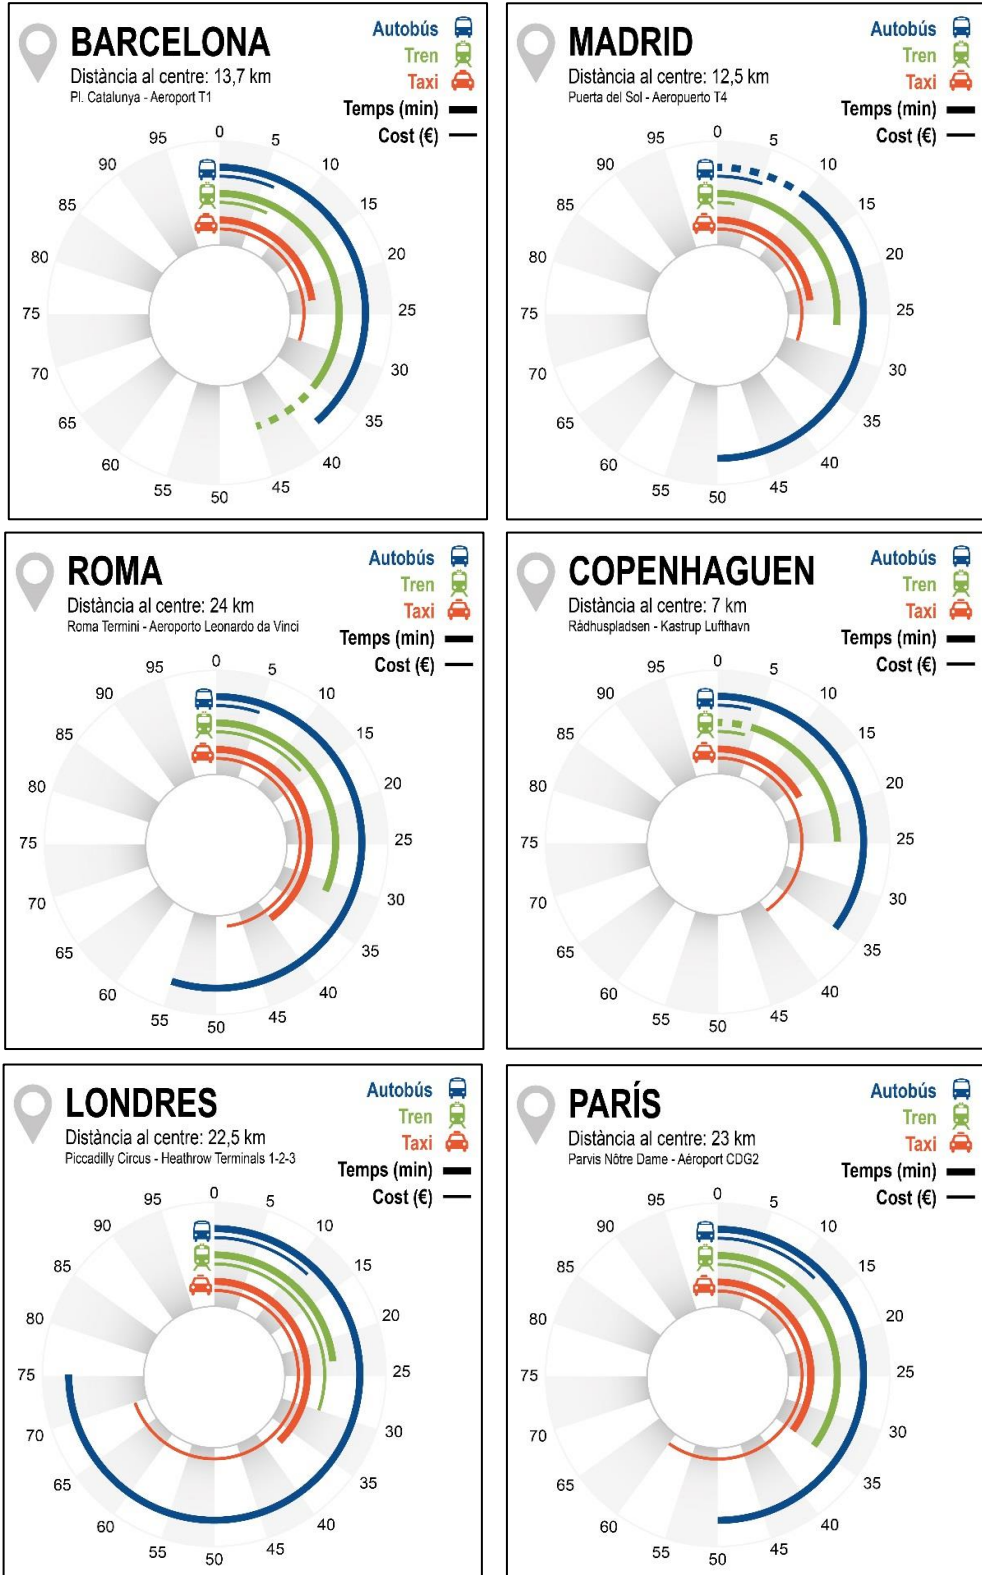 BARCELONA
Distància al centre: 13,7 km
Pl. Catalunya - Aeroport T1
Autobús
Tren
Taxi
Temps (min)
Cost (€)
0
5
10
15
20
25
30
35
40
45
50
55
60
65
70
75
80
85
90
95
MADRID
Distància al centre: 12,5 km
Puerta del Sol - Aeropuerto T4
Autobús
Tren
Taxi
Temps (min)
Cost (€)
0
5
10
15
20
25
30
35
40
45
50
55
60
65
70
75
80
85
90
95
ROMA
Distància al centre: 24 km
Roma Termini - Aeroporto Leonardo da Vinci
Autobús
Tren
Taxi
Temps (min)
Cost (€)
0
5
10
15
20
25
30
35
40
45
50
55
60
65
70
75
80
85
90
95
COPENHAGUEN
Distància al centre: 7 km
Rádhuspladsen - Kastrup Lufthavn
Autobús
Tren
Taxi
Temps (min)
Cost (€)
0
5
10
15
20
25
30
35
40
45
50
55
60
65
70
75
80
85
90
95
LONDRES
Distància al centre: 22,5 km
Piccadilly Circus - Heathrow Terminals 1-2-3
Autobús
Tren
Taxi
Temps (min)
Cost (€)
0
5
10
15
20
25
30
35
40
45
50
55
60
65
70
75
80
85
90
95
PARÍS
Distància al centre: 23 km
Parvis Nôtre Dame - Aéroport CDG2
Autobús
Tren
Taxi
Temps (min)
Cost (€)
0
5
10
15
20
25
30
35
40
45
50
55
60
65
70
75
80
85
90
95